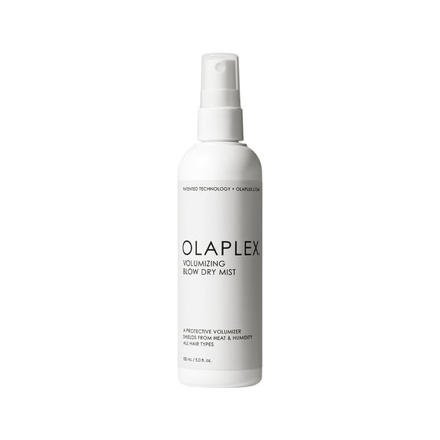 PATENTED TECHNOLOGY • OLAPLEX.COM
OLAPLEX.
VOLUMIZING
BLOW DRY MIST
A PROTECTIVE VOLUMIZER
SHIELDS FROM HEAT & HUMIDITY
ALL HAIR TYPES
150 mL / 5.0 fl. oz.